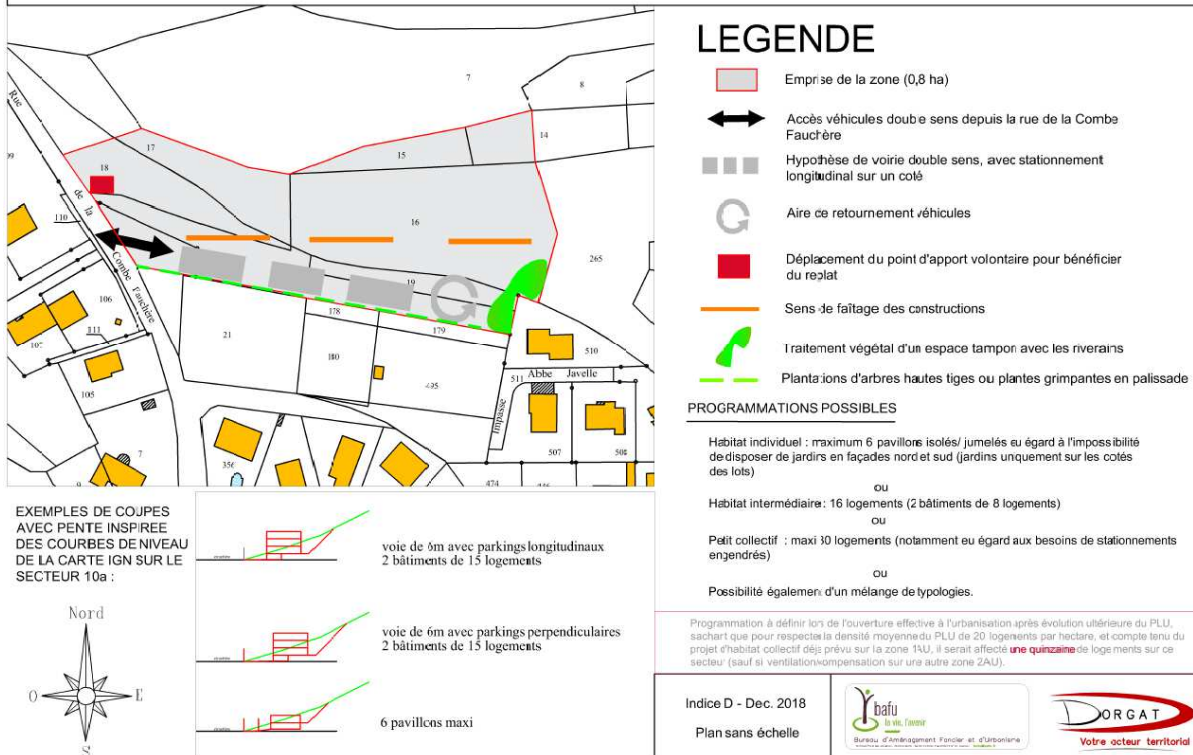 LEGENDE
Emprise de la zone (0,8 ha)
Accès véhicules double sens depuis la rue de la Combe
Fauchère
Hypothèse de voirie double sens, avec stationnement
longitudinal sur un coté
Aire de retournement véhicules
Déplacement du point d'apport volontaire pour bénéficier
du replat
Sens de faîtage des constructions
Traitement végétal d'un espace tampon avec les riverains
Plantations d'arbres hautes tiges ou plantes grimpantes en palissade
PROGRAMMATIONS POSSIBLES
Habitat individuel : maximum 6 pavillons isolés/ jumelés eu égard à l'impossibilité
de disposer de jardins en façades nord et sud (jardins uniquement sur les cotés
des lots)
ou
Habitat intermédiaire : 16 logements (2 bâtiments de 8 logements)
ou
Petit collectif : maxi 30 logements (notamment eu égard aux besoins de stationnements
engendrés)
ou
Possibilité également d'un mélange de typologies.
Programmation à définir lors de l'ouverture effective à l'urbanisation après évolution ultérieure du PLU,
sachant que pour respecter la densité moyenne du PLU de 20 logements par hectare, et compte tenu du
projet d'habitat collectif déjà prévu sur la zone 1AU, il serait affecté une quinzaine de logements sur ce
secteur (sauf si ventilation/compensation sur une autre zone 2AU).
Indice D - Dec. 2018
Plan sans échelle
bafu
la vie, l'avenir
Bureau d'Aménagement Foncier et d'Urbanisme
DORGAT
Votre acteur territorial
Rue
de la
Combe
Fauchère
Impasse
Abbe Javelle
7
8
14
15
16
17
18
19
110
106
111
105
7
21
178
179
180
495
265
510
511
507
508
474
356
EXEMPLES DE COUPES
AVEC PENTE INSPIREE
DES COURBES DE NIVEAU
DE LA CARTE IGN SUR LE
SECTEUR 10a :
Nord
O
E
S
voie de 6m avec parkings longitudinaux
2 bâtiments de 15 logements
voie de 6m avec parkings perpendiculaires
2 bâtiments de 15 logements
6 pavillons maxi